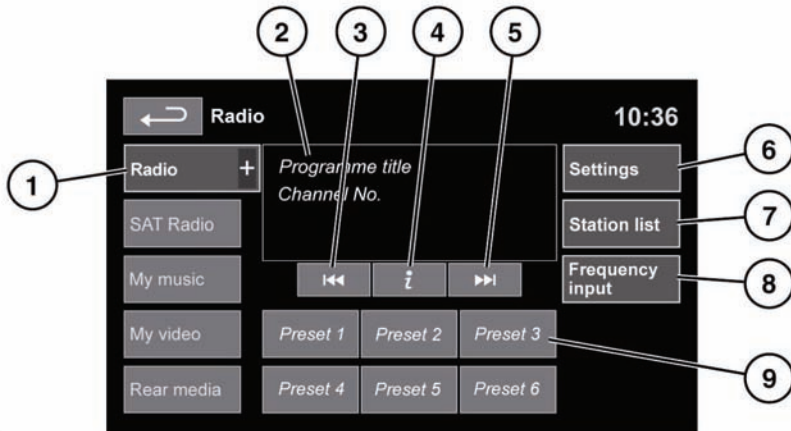 2
3
4
5
Radio
10:36
1
Radio +
Programme title
Channel No.
Settings
6
SAT Radio
Station list
7
My music
i
Frequency
input
8
My video
Preset 1
Preset 2
Preset 3
9
Rear media
Preset 4
Preset 5
Preset 6